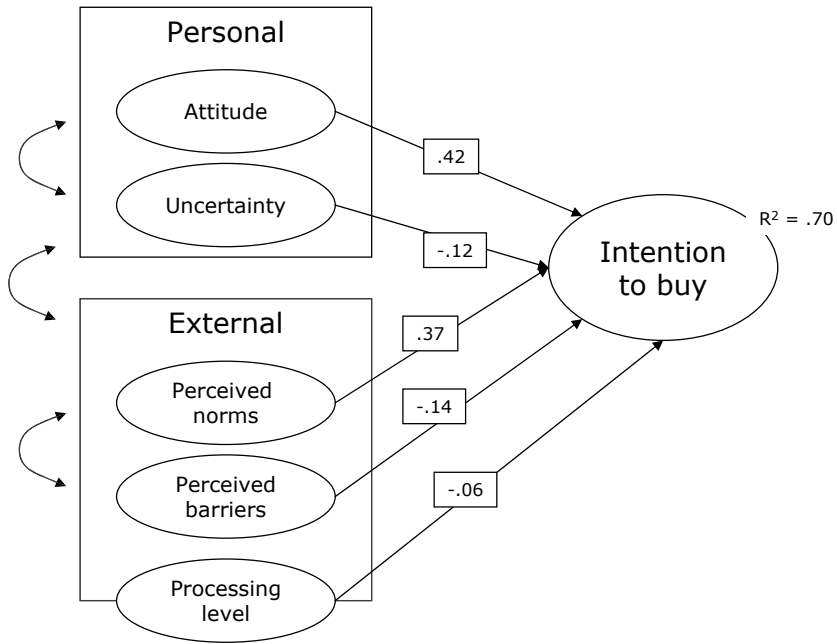 Personal
Attitude
.42
Uncertainty
-.12
R² = .70
Intention
to buy
External
.37
Perceived
norms
-.14
Perceived
barriers
-.06
Processing
level